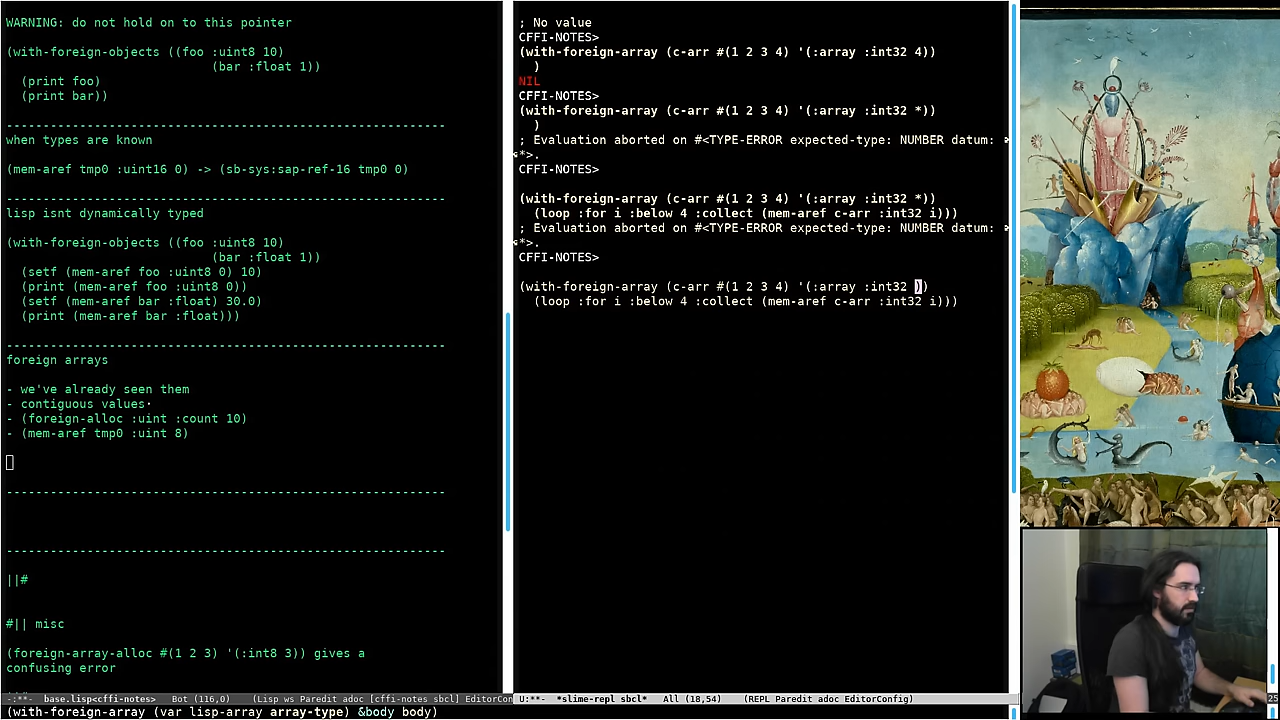 WARNING: do not hold on to this pointer
(with-foreign-objects ((foo :uint8 10)
(bar :float 1))
(print foo)
(print bar))
------------------------------------------------------------
when types are known
(mem-aref tmp0 :uint16 0) -> (sb-sys:sap-ref-16 tmp0 0)
------------------------------------------------------------
lisp isnt dynamically typed
(with-foreign-objects ((foo :uint8 10)
(bar :float 1))
(setf (mem-aref foo :uint8 0) 10)
(print (mem-aref foo :uint8 0))
(setf (mem-aref bar :float) 30.0)
(print (mem-aref bar :float)))
------------------------------------------------------------
foreign arrays
- we've already seen them
- contiguous values·
- (foreign-alloc :uint :count 10)
- (mem-aref tmp0 :uint 8)
------------------------------------------------------------
------------------------------------------------------------
||#
#|| misc
(foreign-array-alloc #(1 2 3) '(:int8 3)) gives a
confusing error
-:**-  base.lisp<cffi-notes>   Bot (116,0)    (Lisp ws Paredit adoc [cffi-notes sbcl] EditorCon
; No value
CFFI-NOTES>
(with-foreign-array (c-arr #(1 2 3 4) '(:array :int32 4))
)
NIL
CFFI-NOTES>
(with-foreign-array (c-arr #(1 2 3 4) '(:array :int32 *))
)
; Evaluation aborted on #<TYPE-ERROR expected-type: NUMBER datum:
*>.
CFFI-NOTES>
(with-foreign-array (c-arr #(1 2 3 4) '(:array :int32 *))
(loop :for i :below 4 :collect (mem-aref c-arr :int32 i)))
; Evaluation aborted on #<TYPE-ERROR expected-type: NUMBER datum:
*>.
CFFI-NOTES>
(with-foreign-array (c-arr #(1 2 3 4) '(:array :int32 ))
(loop :for i :below 4 :collect (mem-aref c-arr :int32 i)))
U:**-  *slime-repl sbcl*   All (18,54)    (REPL Paredit adoc EditorConfig)
(with-foreign-array (var lisp-array array-type) &body body)